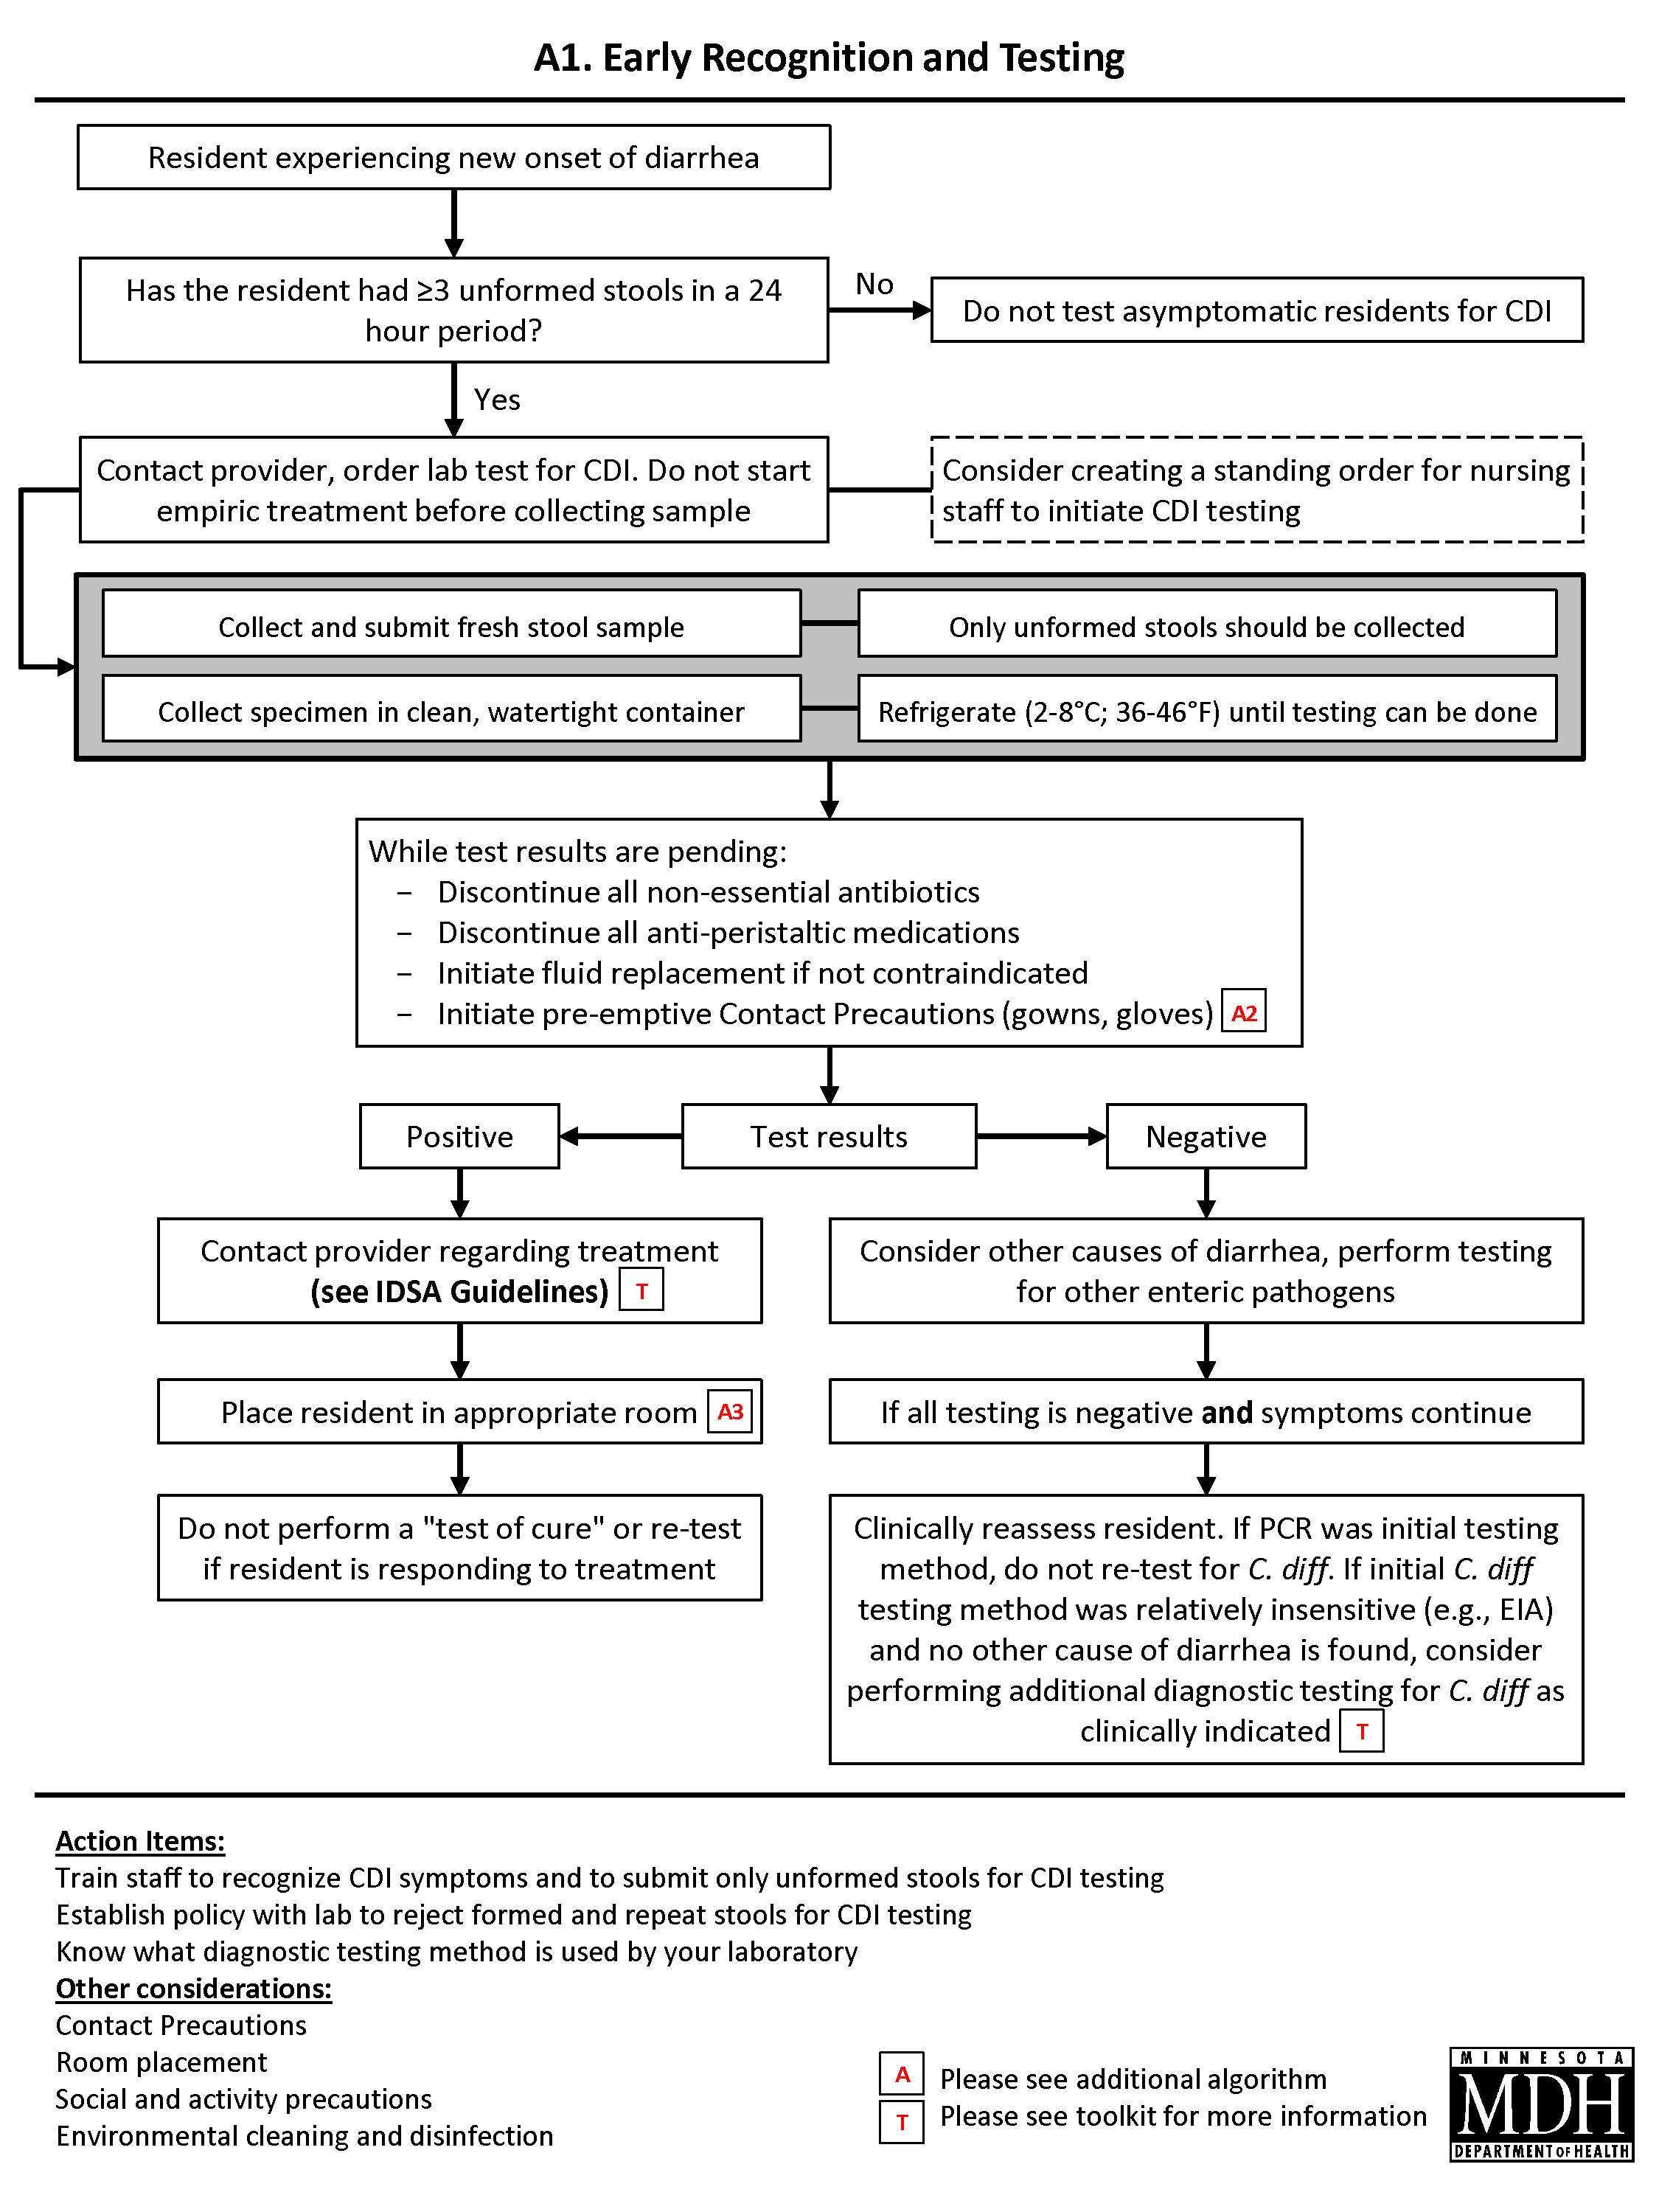 A1. Early Recognition and Testing
Resident experiencing new onset of diarrhea
Has the resident had ≥3 unformed stools in a 24
hour period?
No
Do not test asymptomatic residents for CDI
Yes
Contact provider, order lab test for CDI. Do not start
empiric treatment before collecting sample
Consider creating a standing order for nursing
staff to initiate CDI testing
Collect and submit fresh stool sample
Only unformed stools should be collected
Collect specimen in clean, watertight container
Refrigerate (2-8°C; 36-46°F) until testing can be done
While test results are pending:
– Discontinue all non-essential antibiotics
– Discontinue all anti-peristaltic medications
– Initiate fluid replacement if not contraindicated
– Initiate pre-emptive Contact Precautions (gowns, gloves) A2
Positive
Test results
Negative
Contact provider regarding treatment
(see IDSA Guidelines) T
Consider other causes of diarrhea, perform testing
for other enteric pathogens
Place resident in appropriate room A3
If all testing is negative and symptoms continue
Do not perform a "test of cure" or re-test
if resident is responding to treatment
Clinically reassess resident. If PCR was initial testing
method, do not re-test for C. diff. If initial C. diff
testing method was relatively insensitive (e.g., EIA)
and no other cause of diarrhea is found, consider
performing additional diagnostic testing for C. diff as
clinically indicated T
Action Items:
Train staff to recognize CDI symptoms and to submit only unformed stools for CDI testing
Establish policy with lab to reject formed and repeat stools for CDI testing
Know what diagnostic testing method is used by your laboratory
Other considerations:
Contact Precautions
Room placement
Social and activity precautions
Environmental cleaning and disinfection
A Please see additional algorithm
T Please see toolkit for more information
MINNESOTA
MDH
DEPARTMENT OF HEALTH